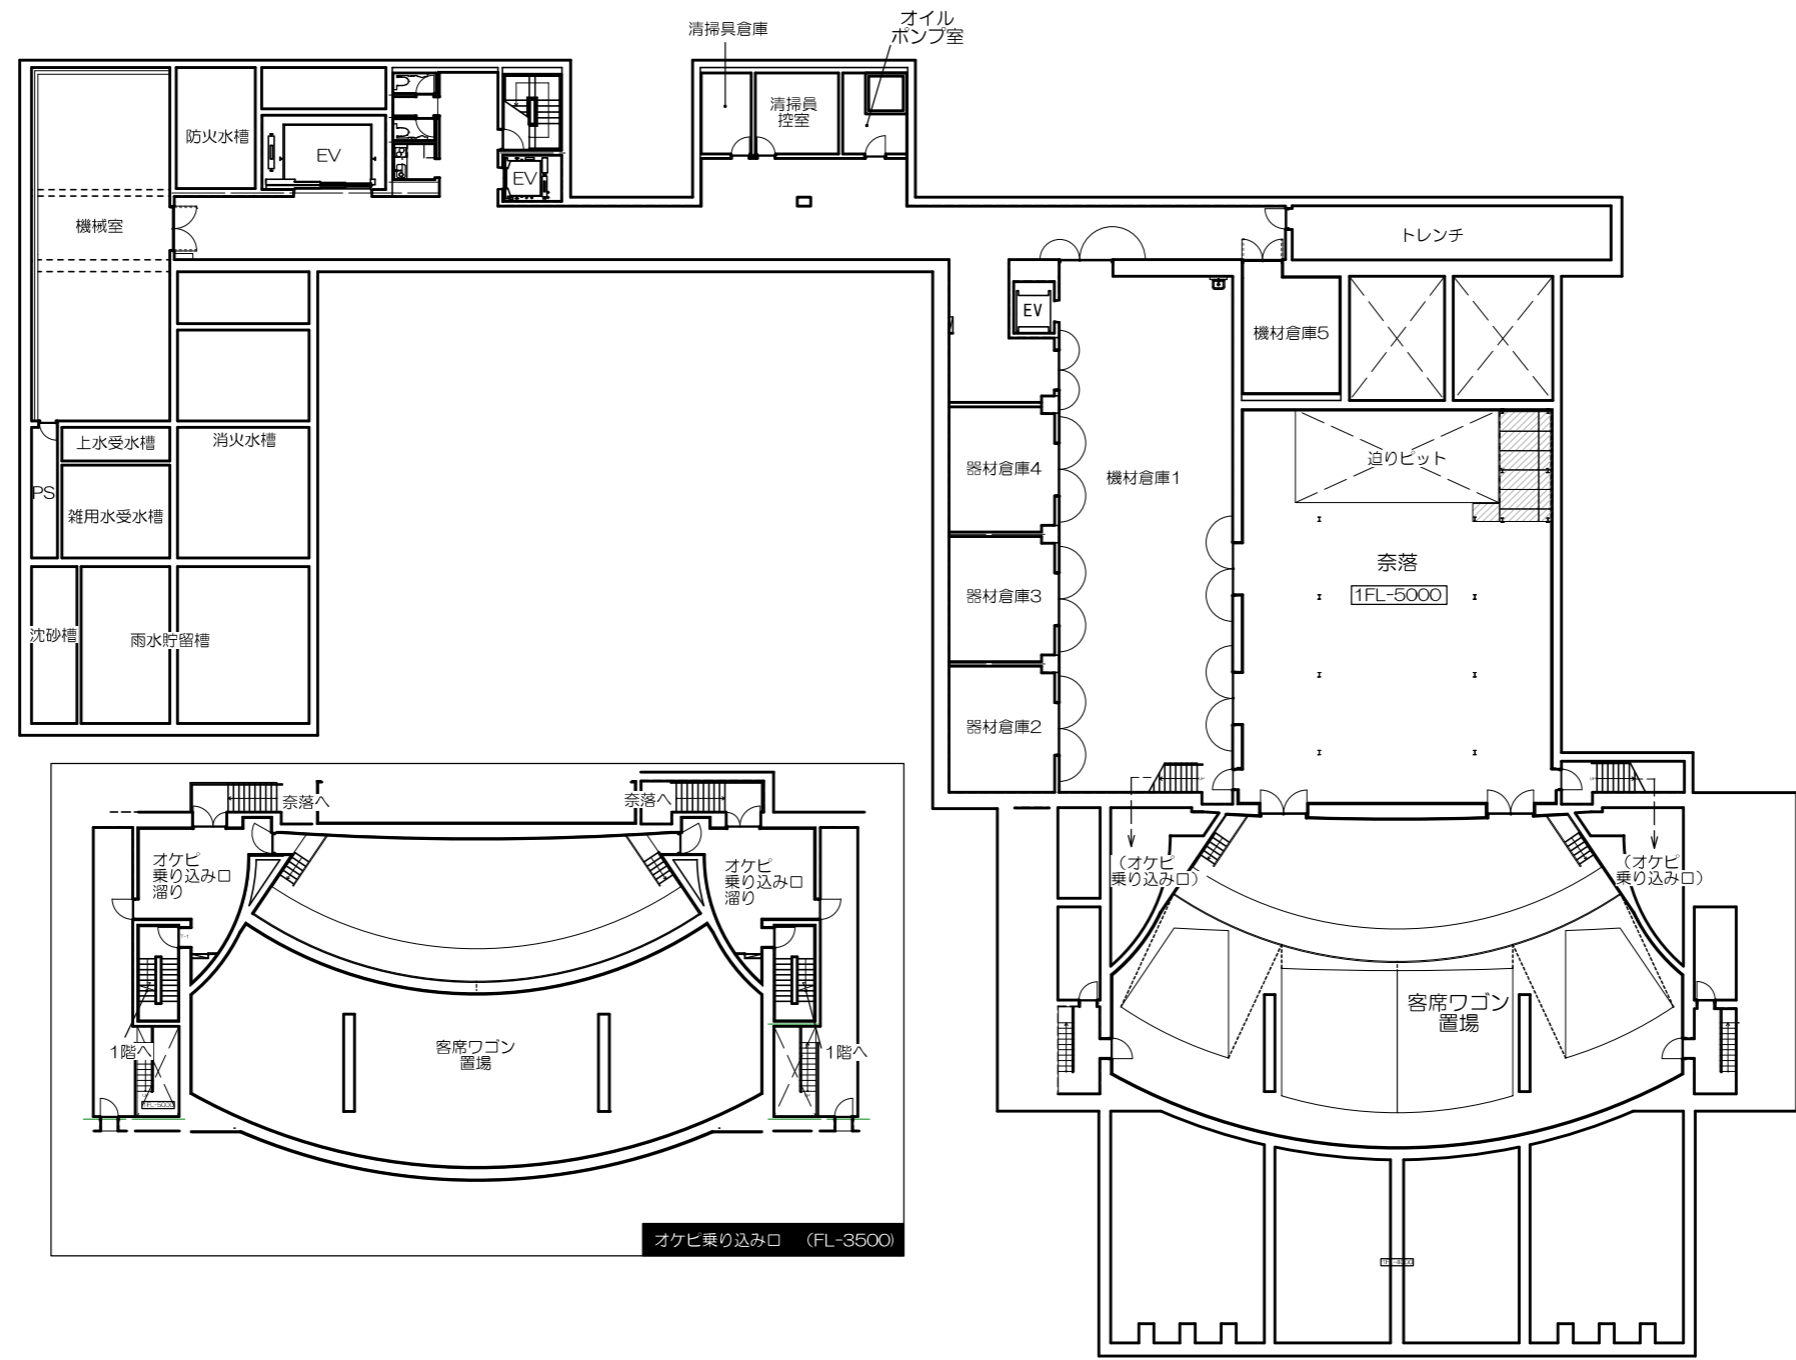 清掃具倉庫
オイル
ポンプ室
清掃員
控室
防火水槽
EV
EV
機械室
トレンチ
EV
機材倉庫5
上水受水槽
消火水槽
迫りピット
器材倉庫4
機材倉庫1
PS
雑用水受水槽
奈落
1FL-5000
器材倉庫3
沈砂槽
雨水貯留槽
器材倉庫2
奈落へ
奈落へ
オケピ
乗り込み口
溜り
オケピ
乗り込み口
溜り
(オケピ
乗り込み口)
(オケピ
乗り込み口)
客席ワゴン
置場
客席ワゴン
置場
1階へ
1階へ
1FL-5000
オケピ乗り込み口 (FL-3500)